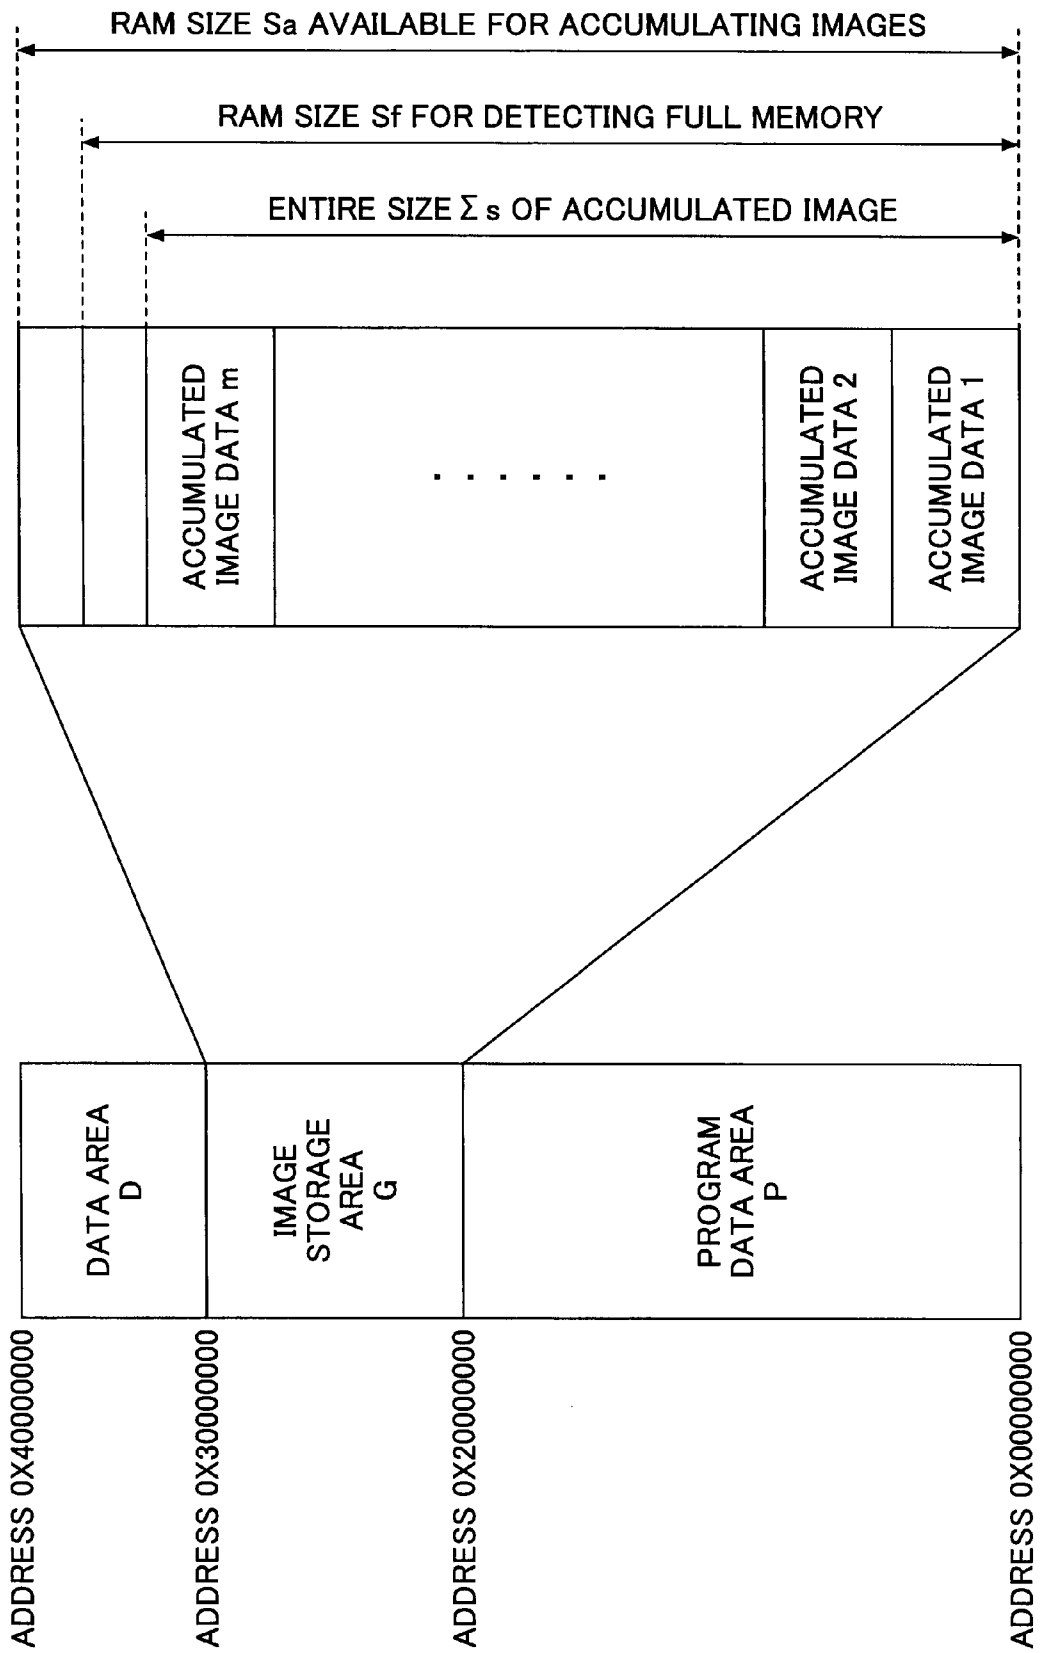 RAM SIZE Sa AVAILABLE FOR ACCUMULATING IMAGES
RAM SIZE Sf FOR DETECTING FULL MEMORY
ENTIRE SIZE Σs OF ACCUMULATED IMAGE
ACCUMULATED
IMAGE DATA m
......
ACCUMULATED
IMAGE DATA 2
ACCUMULATED
IMAGE DATA 1
DATA AREA
D
IMAGE
STORAGE
AREA
G
PROGRAM
DATA AREA
P
ADDRESS 0X40000000
ADDRESS 0X30000000
ADDRESS 0X20000000
ADDRESS 0X00000000